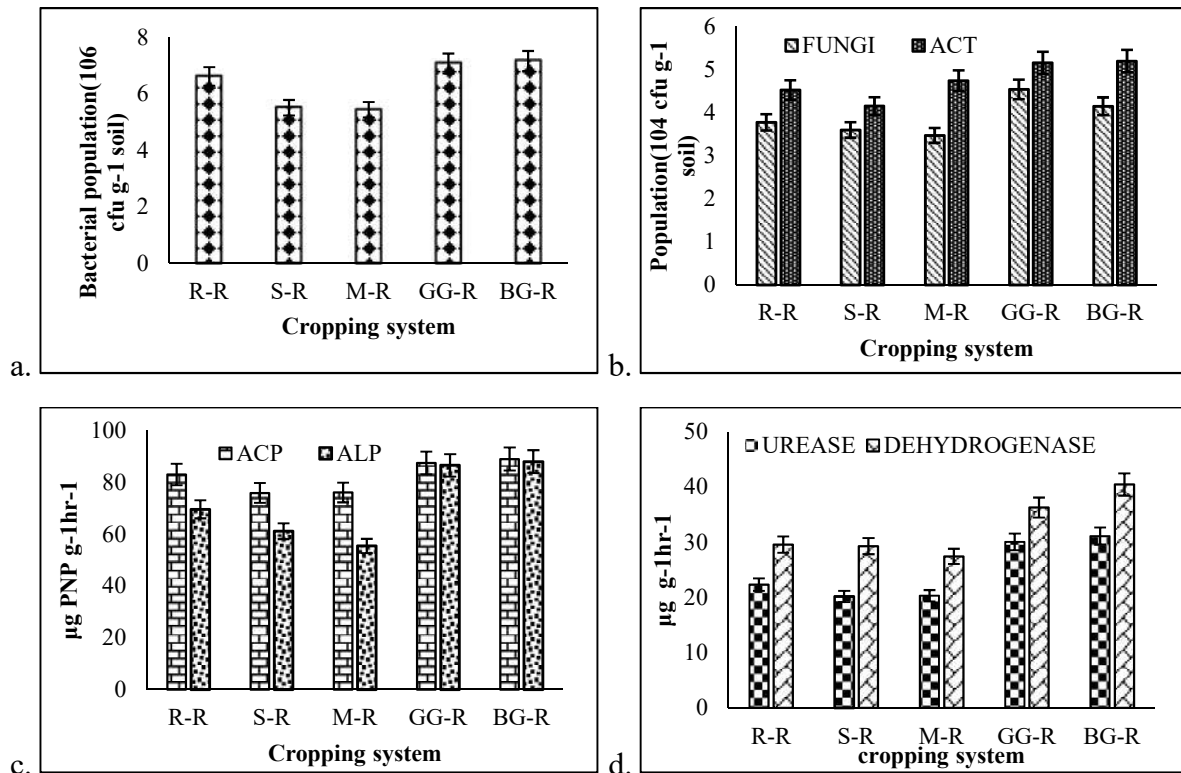 Bacterial population(106
cfu g-1 soil)
8
6
4
2
0
R-R S-R M-R GG-R BG-R
Cropping system
a.
Population(104 cfu g-1
soil)
FUNGI ACT
6
5
4
3
2
1
0
R-R S-R M-R GG-R BG-R
Cropping system
b.
µg PNP g-1hr-1
ACP ALP
100
80
60
40
20
0
R-R S-R M-R GG-R BG-R
Cropping system
c.
µg g-1hr-1
UREASE DEHYDROGENASE
50
40
30
20
10
0
R-R S-R M-R GG-R BG-R
cropping system
d.